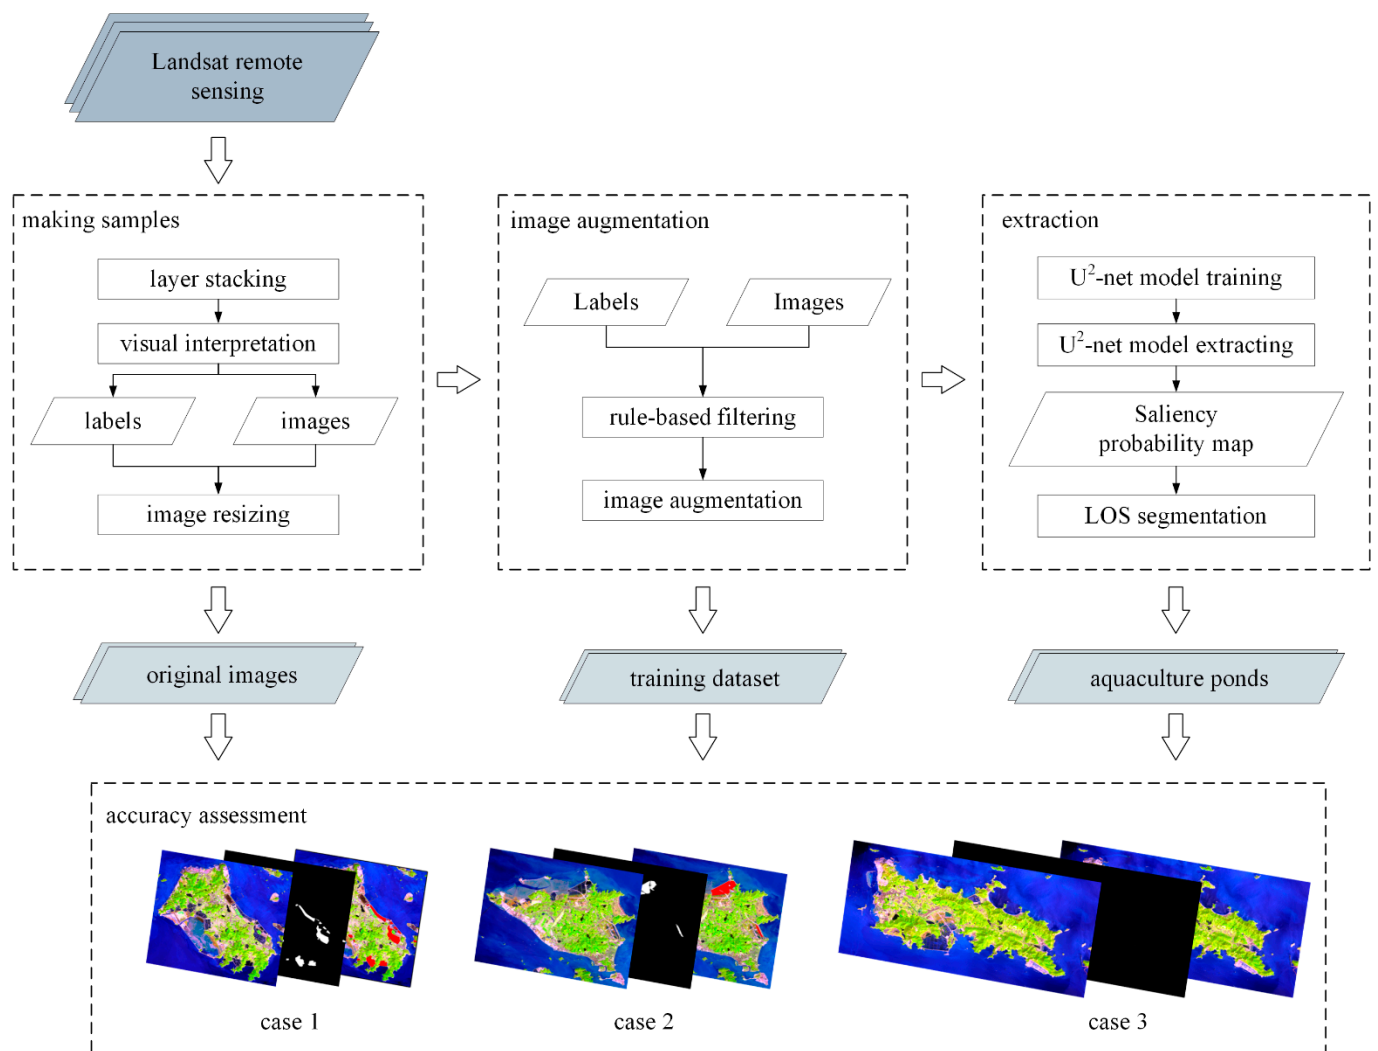 Landsat remote
sensing
making samples
layer stacking
visual interpretation
labels
images
image resizing
image augmentation
Labels
Images
rule-based filtering
image augmentation
extraction
U²-net model training
U²-net model extracting
Saliency
probability map
LOS segmentation
original images
training dataset
aquaculture ponds
accuracy assessment
case 1
case 2
case 3